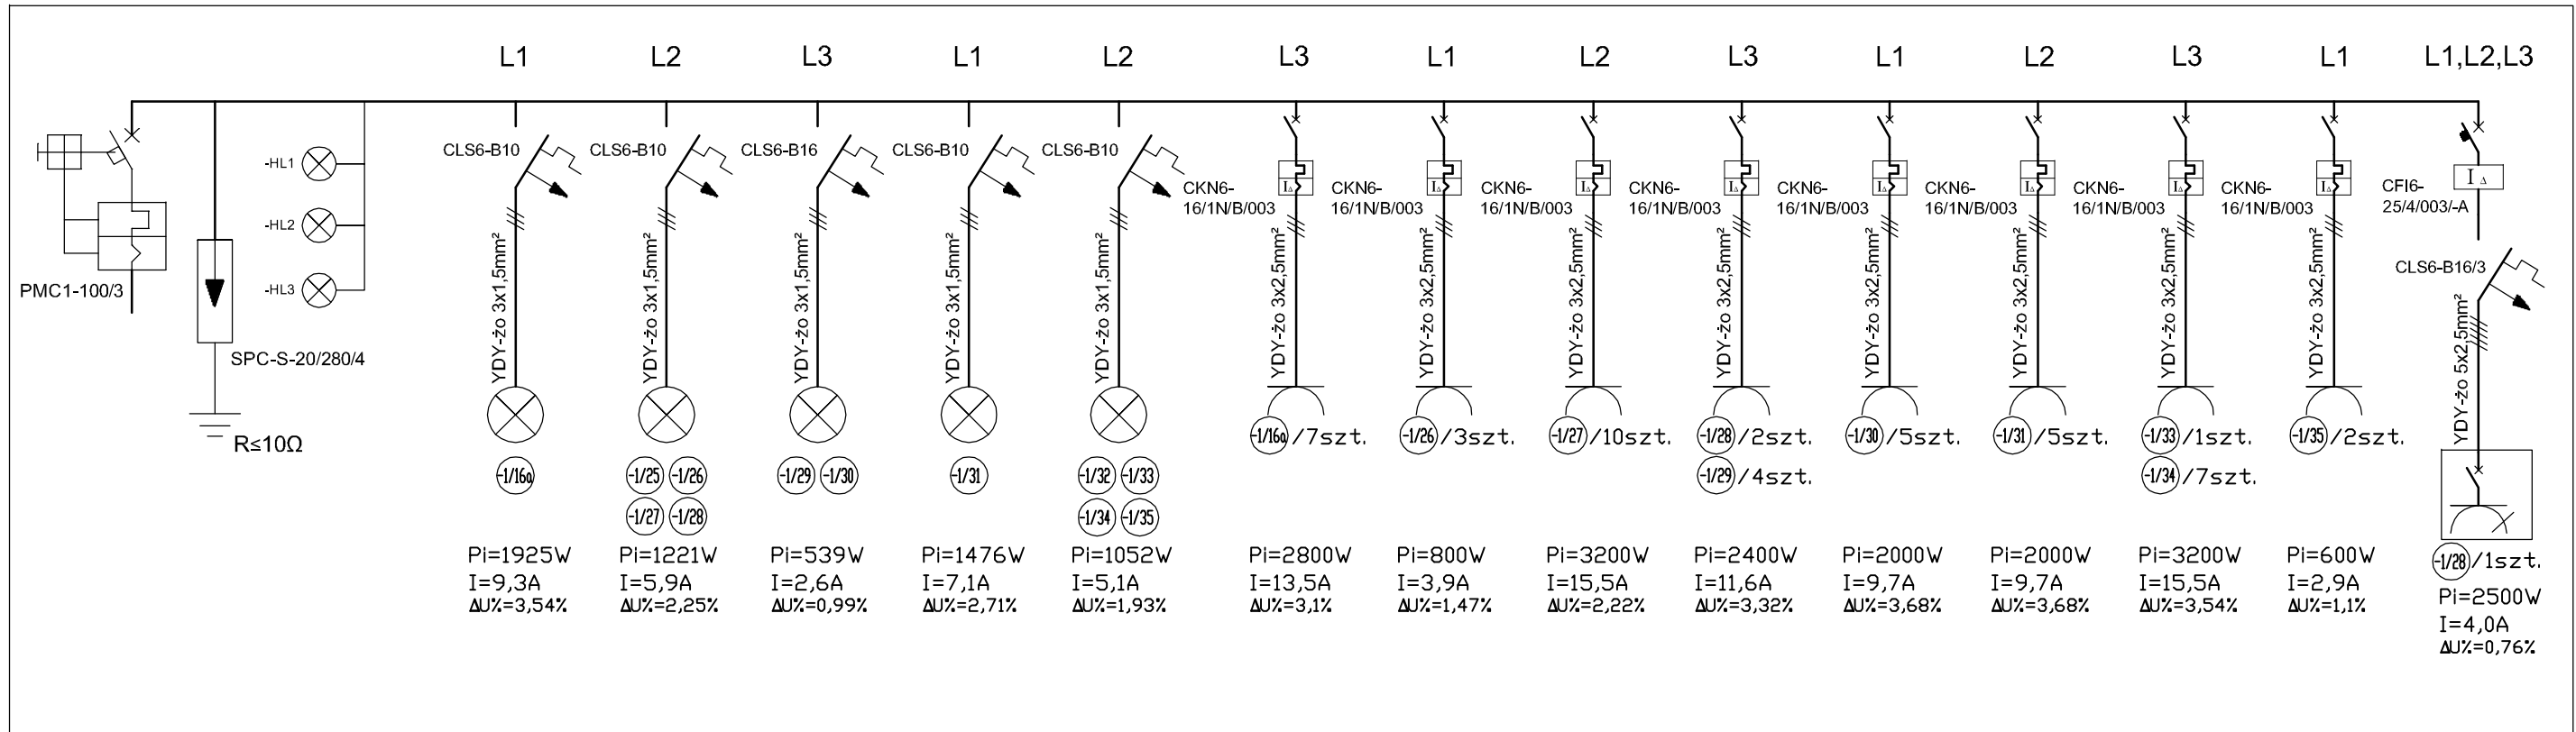 L1 L2 L3 L1 L2 L3 L1 L2 L3 L1 L2 L3 L1 L1,L2,L3
PMC1-100/3
SPC-S-20/280/4
R≤10Ω
-HL1
-HL2
-HL3
CLS6-B10
YDY-żo 3x1,5mm²
-1/16a
Pi=1925W
I=9,3A
ΔU%=3,54%
CLS6-B10
YDY-żo 3x1,5mm²
-1/25 -1/26
-1/27 -1/28
Pi=1221W
I=5,9A
ΔU%=2,25%
CLS6-B16
YDY-żo 3x1,5mm²
-1/29 -1/30
Pi=539W
I=2,6A
ΔU%=0,99%
CLS6-B10
YDY-żo 3x1,5mm²
-1/31
Pi=1476W
I=7,1A
ΔU%=2,71%
CLS6-B10
YDY-żo 3x1,5mm²
-1/32 -1/33
-1/34 -1/35
Pi=1052W
I=5,1A
ΔU%=1,93%
CKN6-
16/1N/B/003
I△
YDY-żo 3x2,5mm²
-1/16a /7szt.
Pi=2800W
I=13,5A
ΔU%=3,1%
CKN6-
16/1N/B/003
I△
YDY-żo 3x2,5mm²
-1/26 /3szt.
Pi=800W
I=3,9A
ΔU%=1,47%
CKN6-
16/1N/B/003
I△
YDY-żo 3x2,5mm²
-1/27 /10szt.
Pi=3200W
I=15,5A
ΔU%=2,22%
CKN6-
16/1N/B/003
I△
YDY-żo 3x2,5mm²
-1/28 /2szt.
-1/29 /4szt.
Pi=2400W
I=11,6A
ΔU%=3,32%
CKN6-
16/1N/B/003
I△
YDY-żo 3x2,5mm²
-1/30 /5szt.
Pi=2000W
I=9,7A
ΔU%=3,68%
CKN6-
16/1N/B/003
I△
YDY-żo 3x2,5mm²
-1/31 /5szt.
Pi=2000W
I=9,7A
ΔU%=3,68%
CKN6-
16/1N/B/003
I△
YDY-żo 3x2,5mm²
-1/33 /1szt.
-1/34 /7szt.
Pi=3200W
I=15,5A
ΔU%=3,54%
CKN6-
16/1N/B/003
I△
YDY-żo 3x2,5mm²
-1/35 /2szt.
Pi=600W
I=2,9A
ΔU%=1,1%
CFI6-
25/4/003/-A
I△
CLS6-B16/3
YDY-żo 5x2,5mm²
-1/28 /1szt.
Pi=2500W
I=4,0A
ΔU%=0,76%